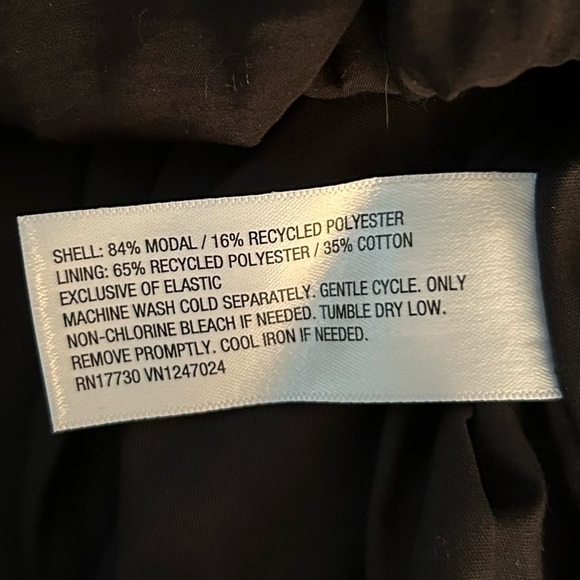 SHELL: 84% MODAL / 16% RECYCLED POLYESTER
LINING: 65% RECYCLED POLYESTER / 35% COTTON
EXCLUSIVE OF ELASTIC
MACHINE WASH COLD SEPARATELY. GENTLE CYCLE. ONLY
NON-CHLORINE BLEACH IF NEEDED. TUMBLE DRY LOW.
REMOVE PROMPTLY. COOL IRON IF NEEDED.
RN17730 VN1247024